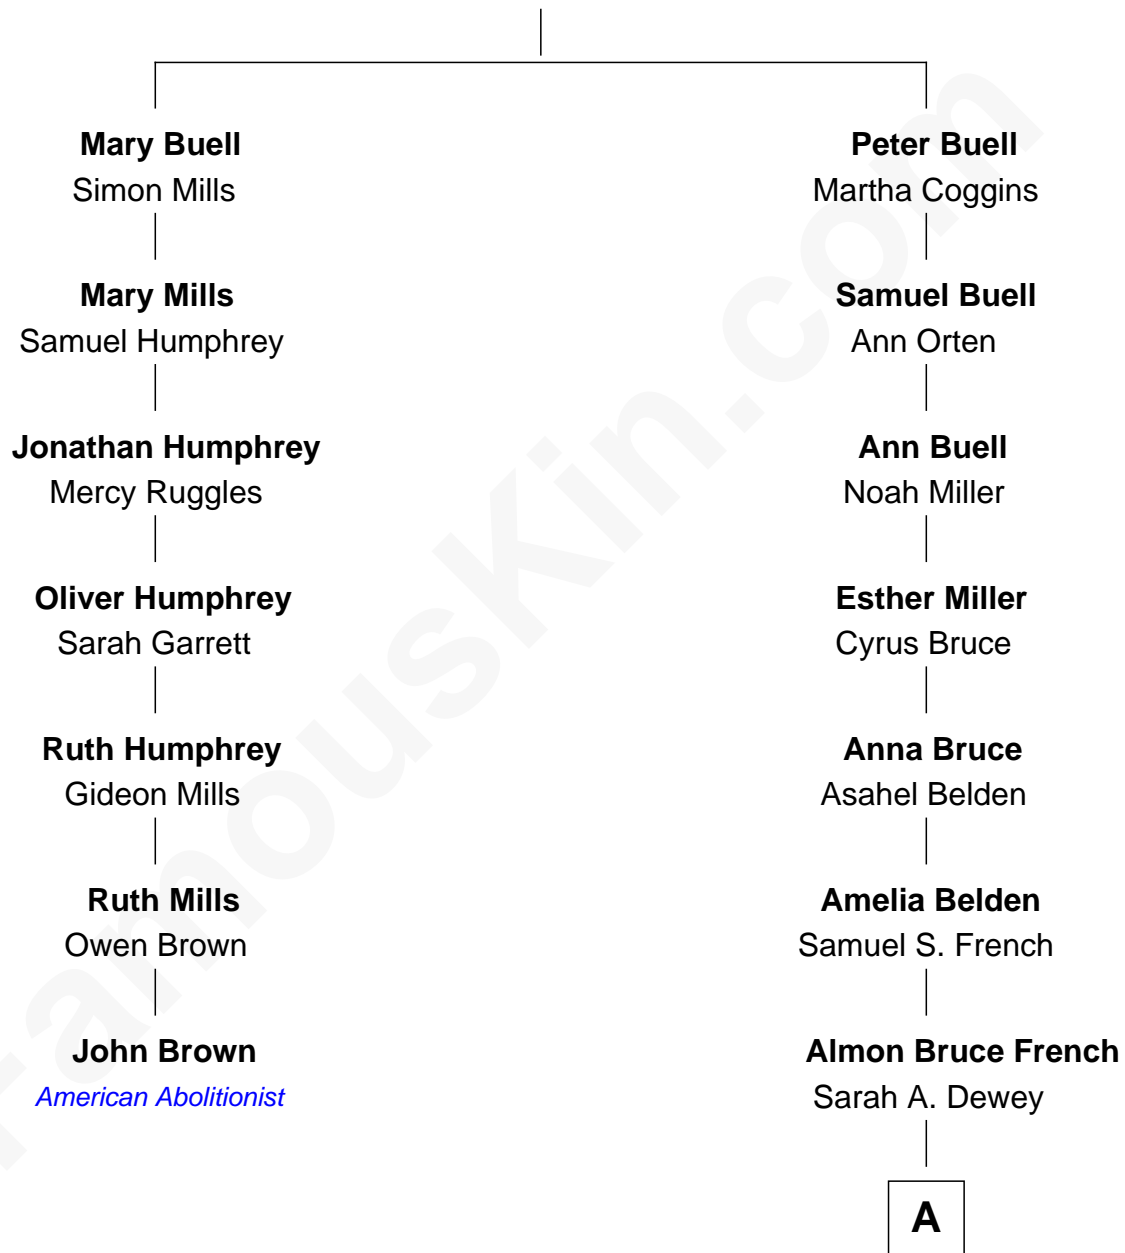 Mary Buell
Simon Mills
Mary Mills
Samuel Humphrey
Jonathan Humphrey
Mercy Ruggles
Oliver Humphrey
Sarah Garrett
Ruth Humphrey
Gideon Mills
Ruth Mills
Owen Brown
John Brown
American Abolitionist
Peter Buell
Martha Coggins
Samuel Buell
Ann Orten
Ann Buell
Noah Miller
Esther Miller
Cyrus Bruce
Anna Bruce
Asahel Belden
Amelia Belden
Samuel S. French
Almon Bruce French
Sarah A. Dewey
A
FamousKin.com